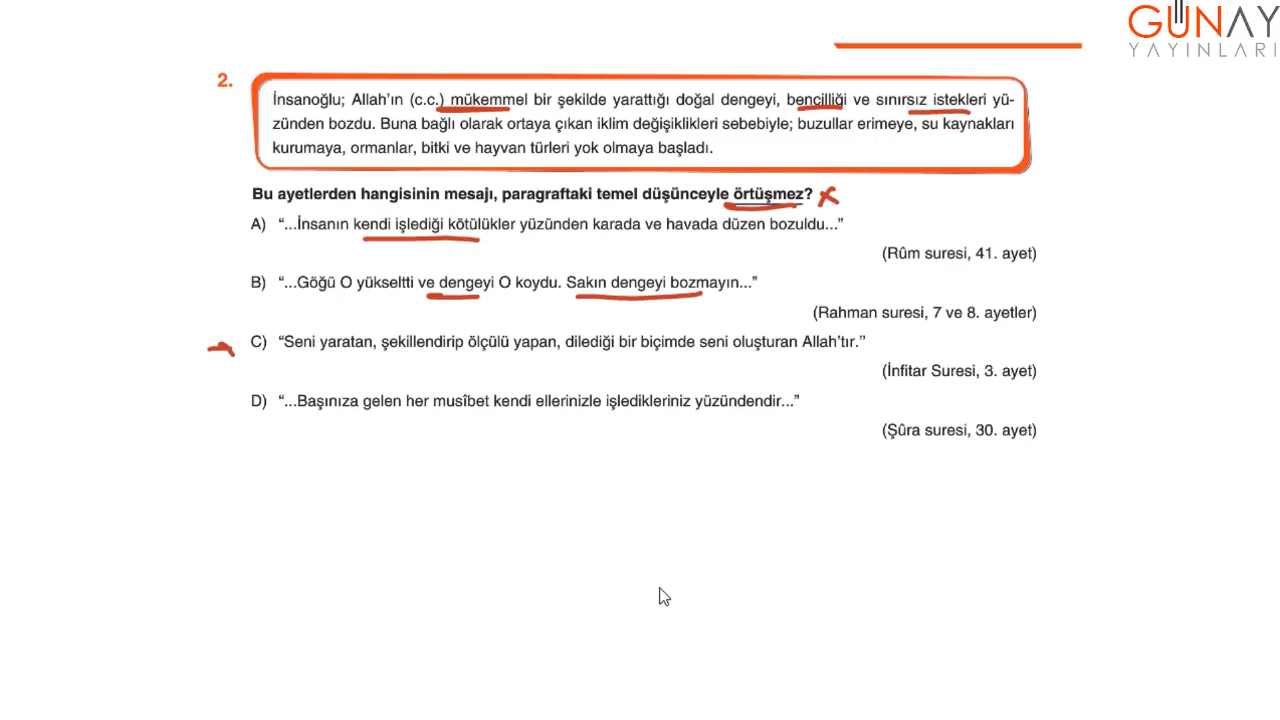 GÜNAY
YAYINLARI
2.
İnsanoğlu; Allah’ın (c.c.) mükemmel bir şekilde yarattığı doğal dengeyi, bencilliği ve sınırsız istekleri yü-
zünden bozdu. Buna bağlı olarak ortaya çıkan iklim değişiklikleri sebebiyle; buzullar erimeye, su kaynakları
kurumaya, ormanlar, bitki ve hayvan türleri yok olmaya başladı.
Bu ayetlerden hangisinin mesajı, paragraftaki temel düşünceyle örtüşmez?
A) “...İnsanın kendi işlediği kötülükler yüzünden karada ve havada düzen bozuldu...”
(Rûm suresi, 41. ayet)
B) “...Göğü O yükseltti ve dengeyi O koydu. Sakın dengeyi bozmayın...”
(Rahman suresi, 7 ve 8. ayetler)
C) “Seni yaratan, şekillendirip ölçülü yapan, dilediği bir biçimde seni oluşturan Allah’tır.’’
(İnfitar Suresi, 3. ayet)
D) “...Başınıza gelen her musîbet kendi ellerinizle işledikleriniz yüzündendir...”
(Şûra suresi, 30. ayet)